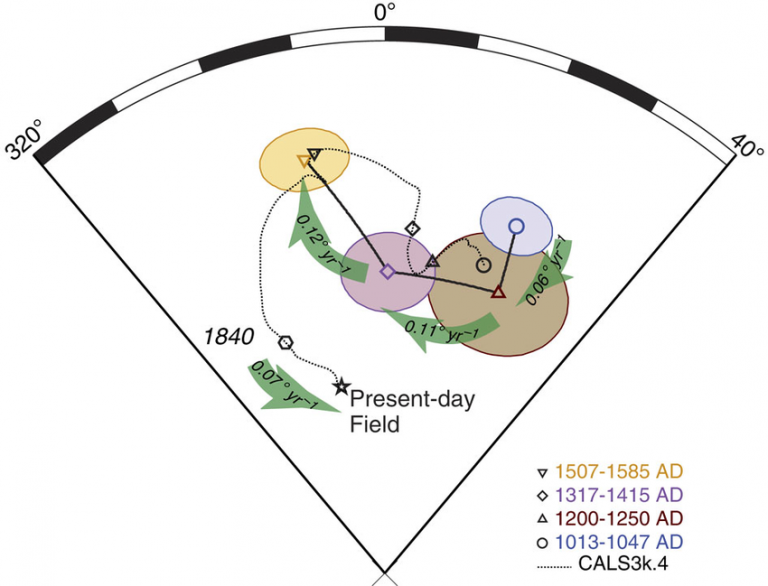 0°
320°
40°
0.12° yr⁻¹
0.06° yr⁻¹
0.11° yr⁻¹
1840
0.07° yr⁻¹
Present-day
Field
1507-1585 AD
1317-1415 AD
1200-1250 AD
1013-1047 AD
CALS3k.4